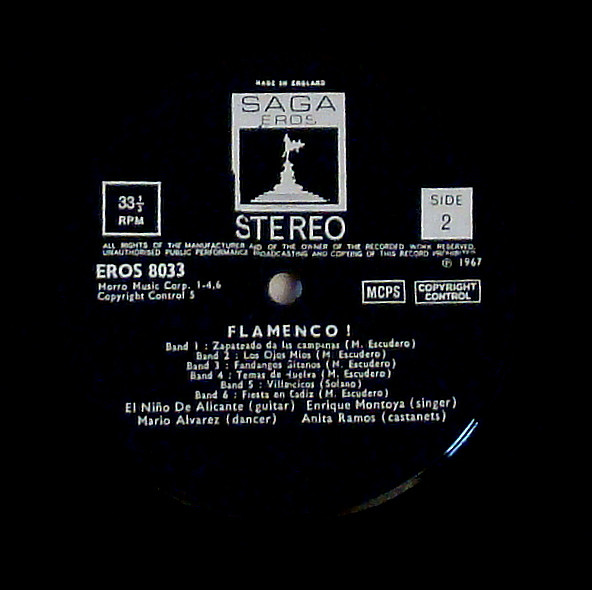 MADE IN ENGLAND
SAGA
EROS
33⅓
RPM
STEREO
SIDE
2
ALL RIGHTS OF THE MANUFACTURER AND OF THE OWNER OF THE RECORDED WORK RESERVED.
UNAUTHORISED PUBLIC PERFORMANCE BROADCASTING AND COPYING OF THIS RECORD PROHIBITED
EROS 8033
Ⓟ 1967
Horro Music Corp. 1-4,6
Copyright Control 5
MCPS
COPYRIGHT
CONTROL
FLAMENCO !
Band 1 : Zapateado da las campanas (M. Escudero)
Band 2 : Los Ojos Mios (M. Escudero)
Band 3 : Fandangos Gitanos (M. Escudero)
Band 4 : Temas de Huelva (M. Escudero)
Band 5 : Villancicos (Solano)
Band 6 : Fiesta en Cadiz (M. Escudero)
El Niño De Alicante (guitar) Enrique Montoya (singer)
Mario Alvarez (dancer) Anita Ramos (castanets)